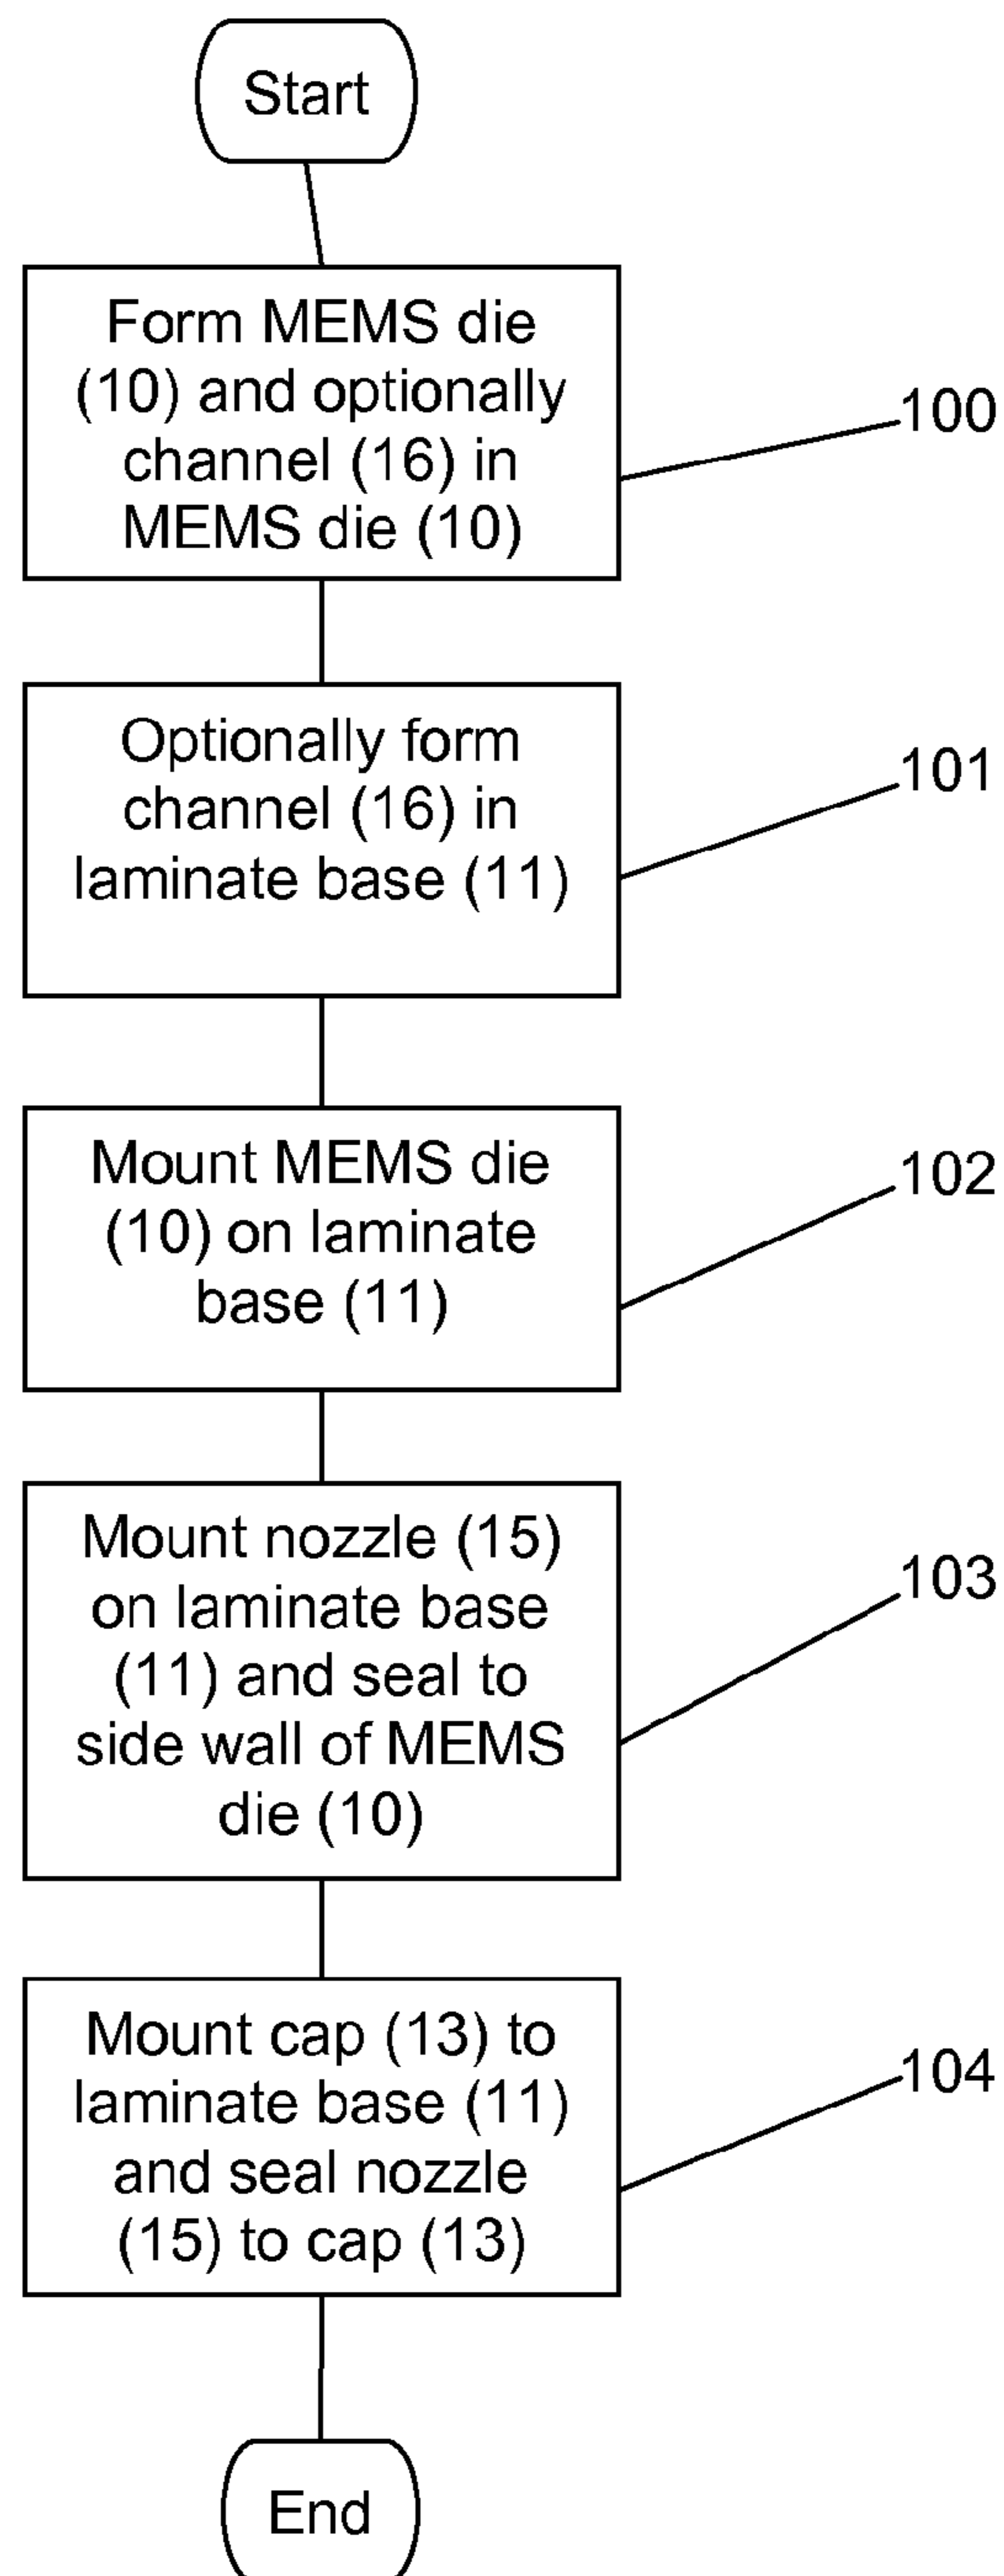 Start
Form MEMS die
(10) and optionally
channel (16) in
MEMS die (10)
100
Optionally form
channel (16) in
laminate base (11)
101
Mount MEMS die
(10) on laminate
base (11)
102
Mount nozzle (15)
on laminate base
(11) and seal to
side wall of MEMS
die (10)
103
Mount cap (13) to
laminate base (11)
and seal nozzle
(15) to cap (13)
104
End